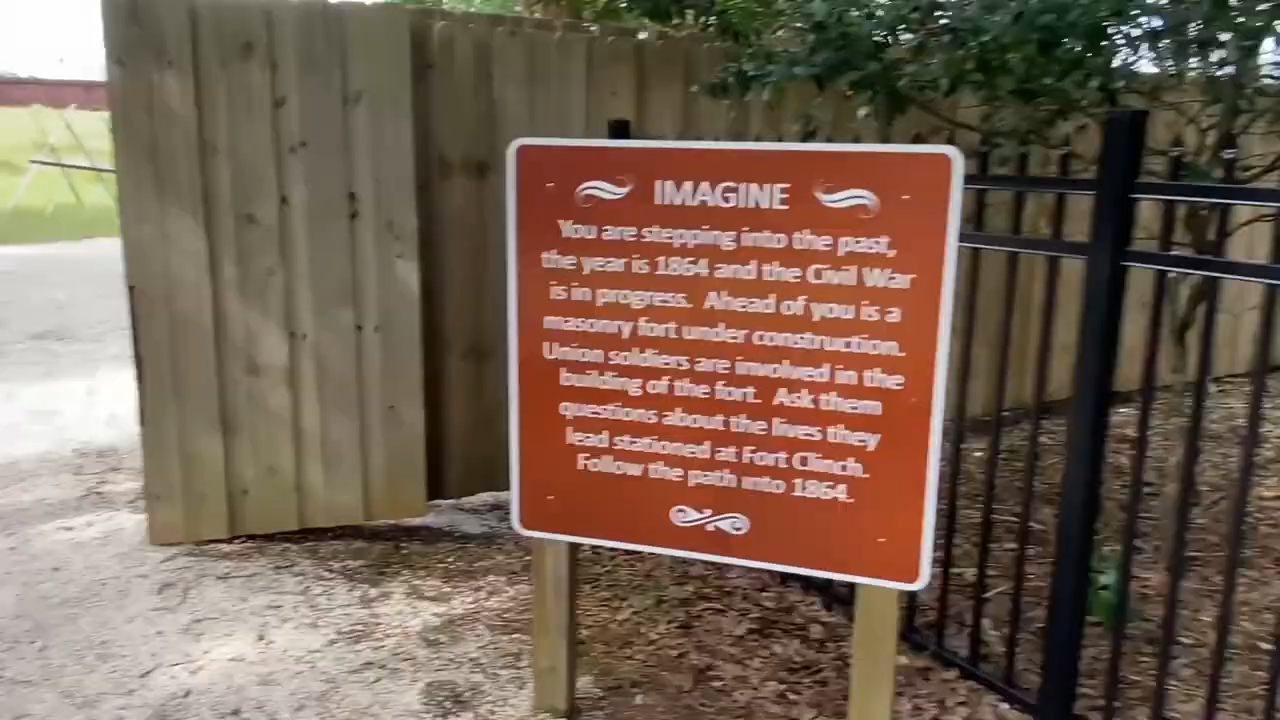 IMAGINE
You are stepping into the past,
the year is 1864 and the Civil War
is in progress. Ahead of you is a
masonry fort under construction.
Union soldiers are involved in the
building of the fort. Ask them
questions about the lives they
lead stationed at Fort Clinch.
Follow the path into 1864.